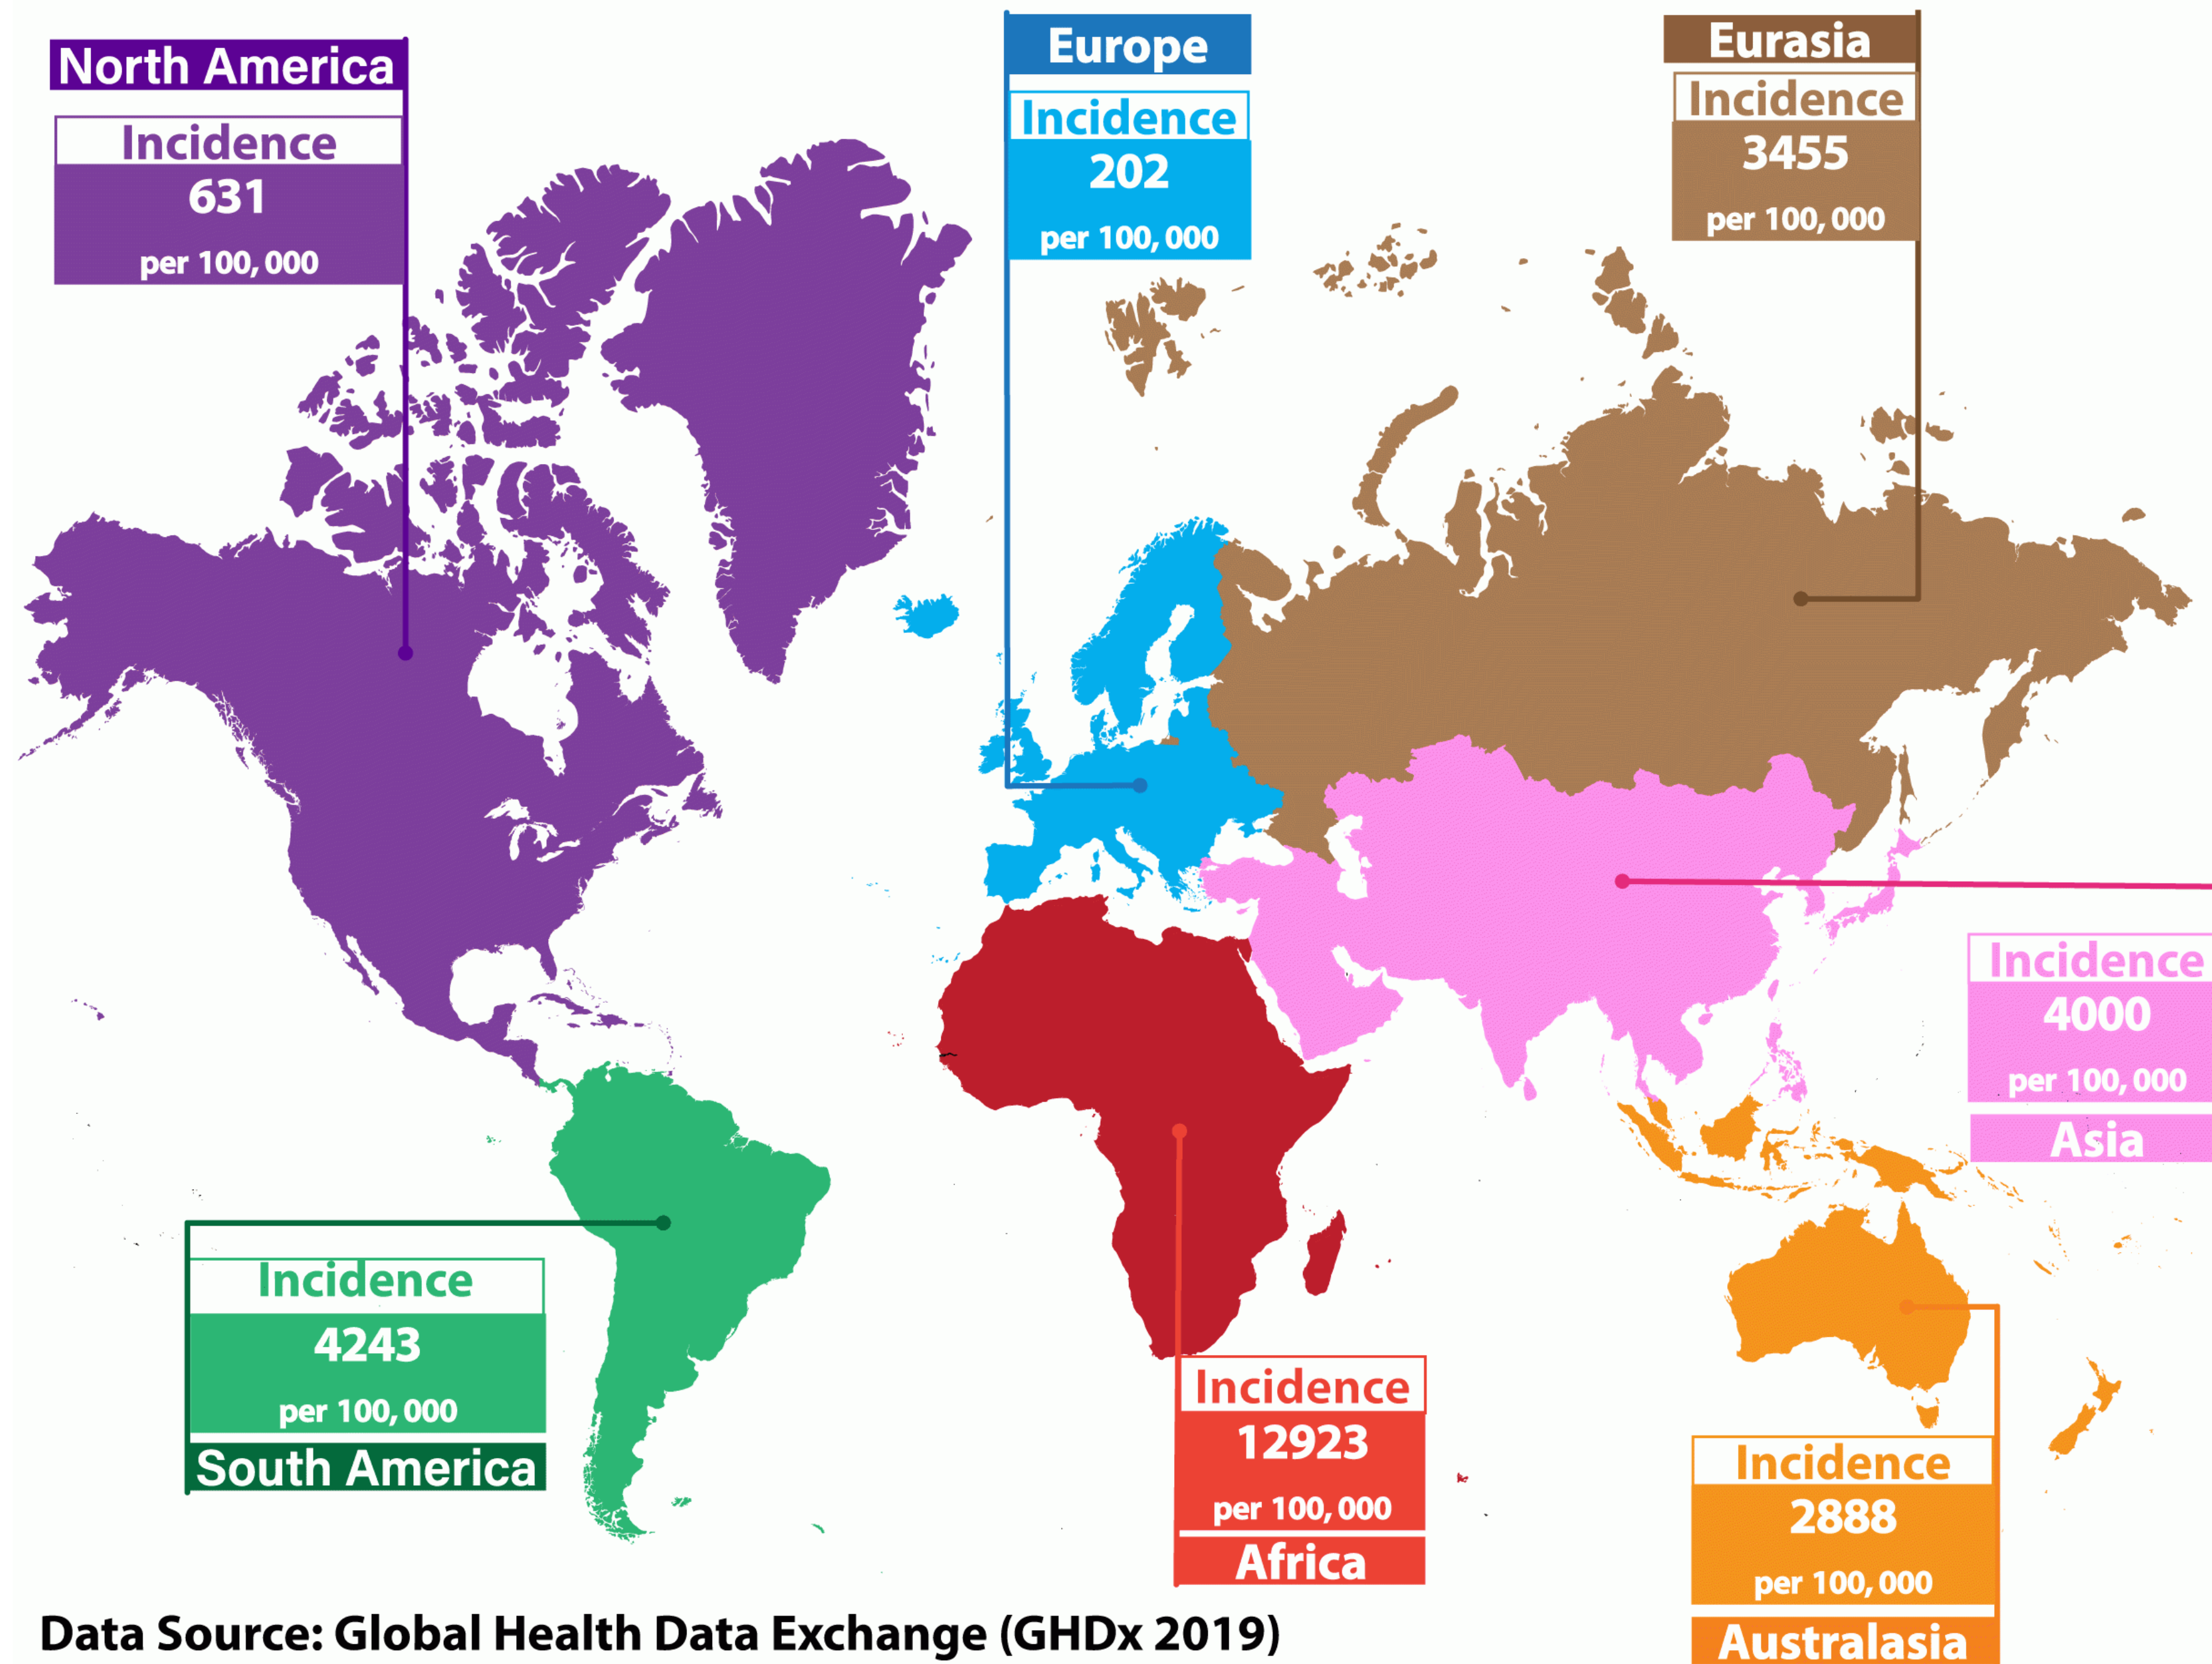 North America
Incidence
631
per 100, 000
Europe
Incidence
202
per 100, 000
Eurasia
Incidence
3455
per 100, 000
Incidence
4000
per 100, 000
Asia
Incidence
4243
per 100, 000
South America
Incidence
12923
per 100, 000
Africa
Incidence
2888
per 100, 000
Australasia
Data Source: Global Health Data Exchange (GHDx 2019)